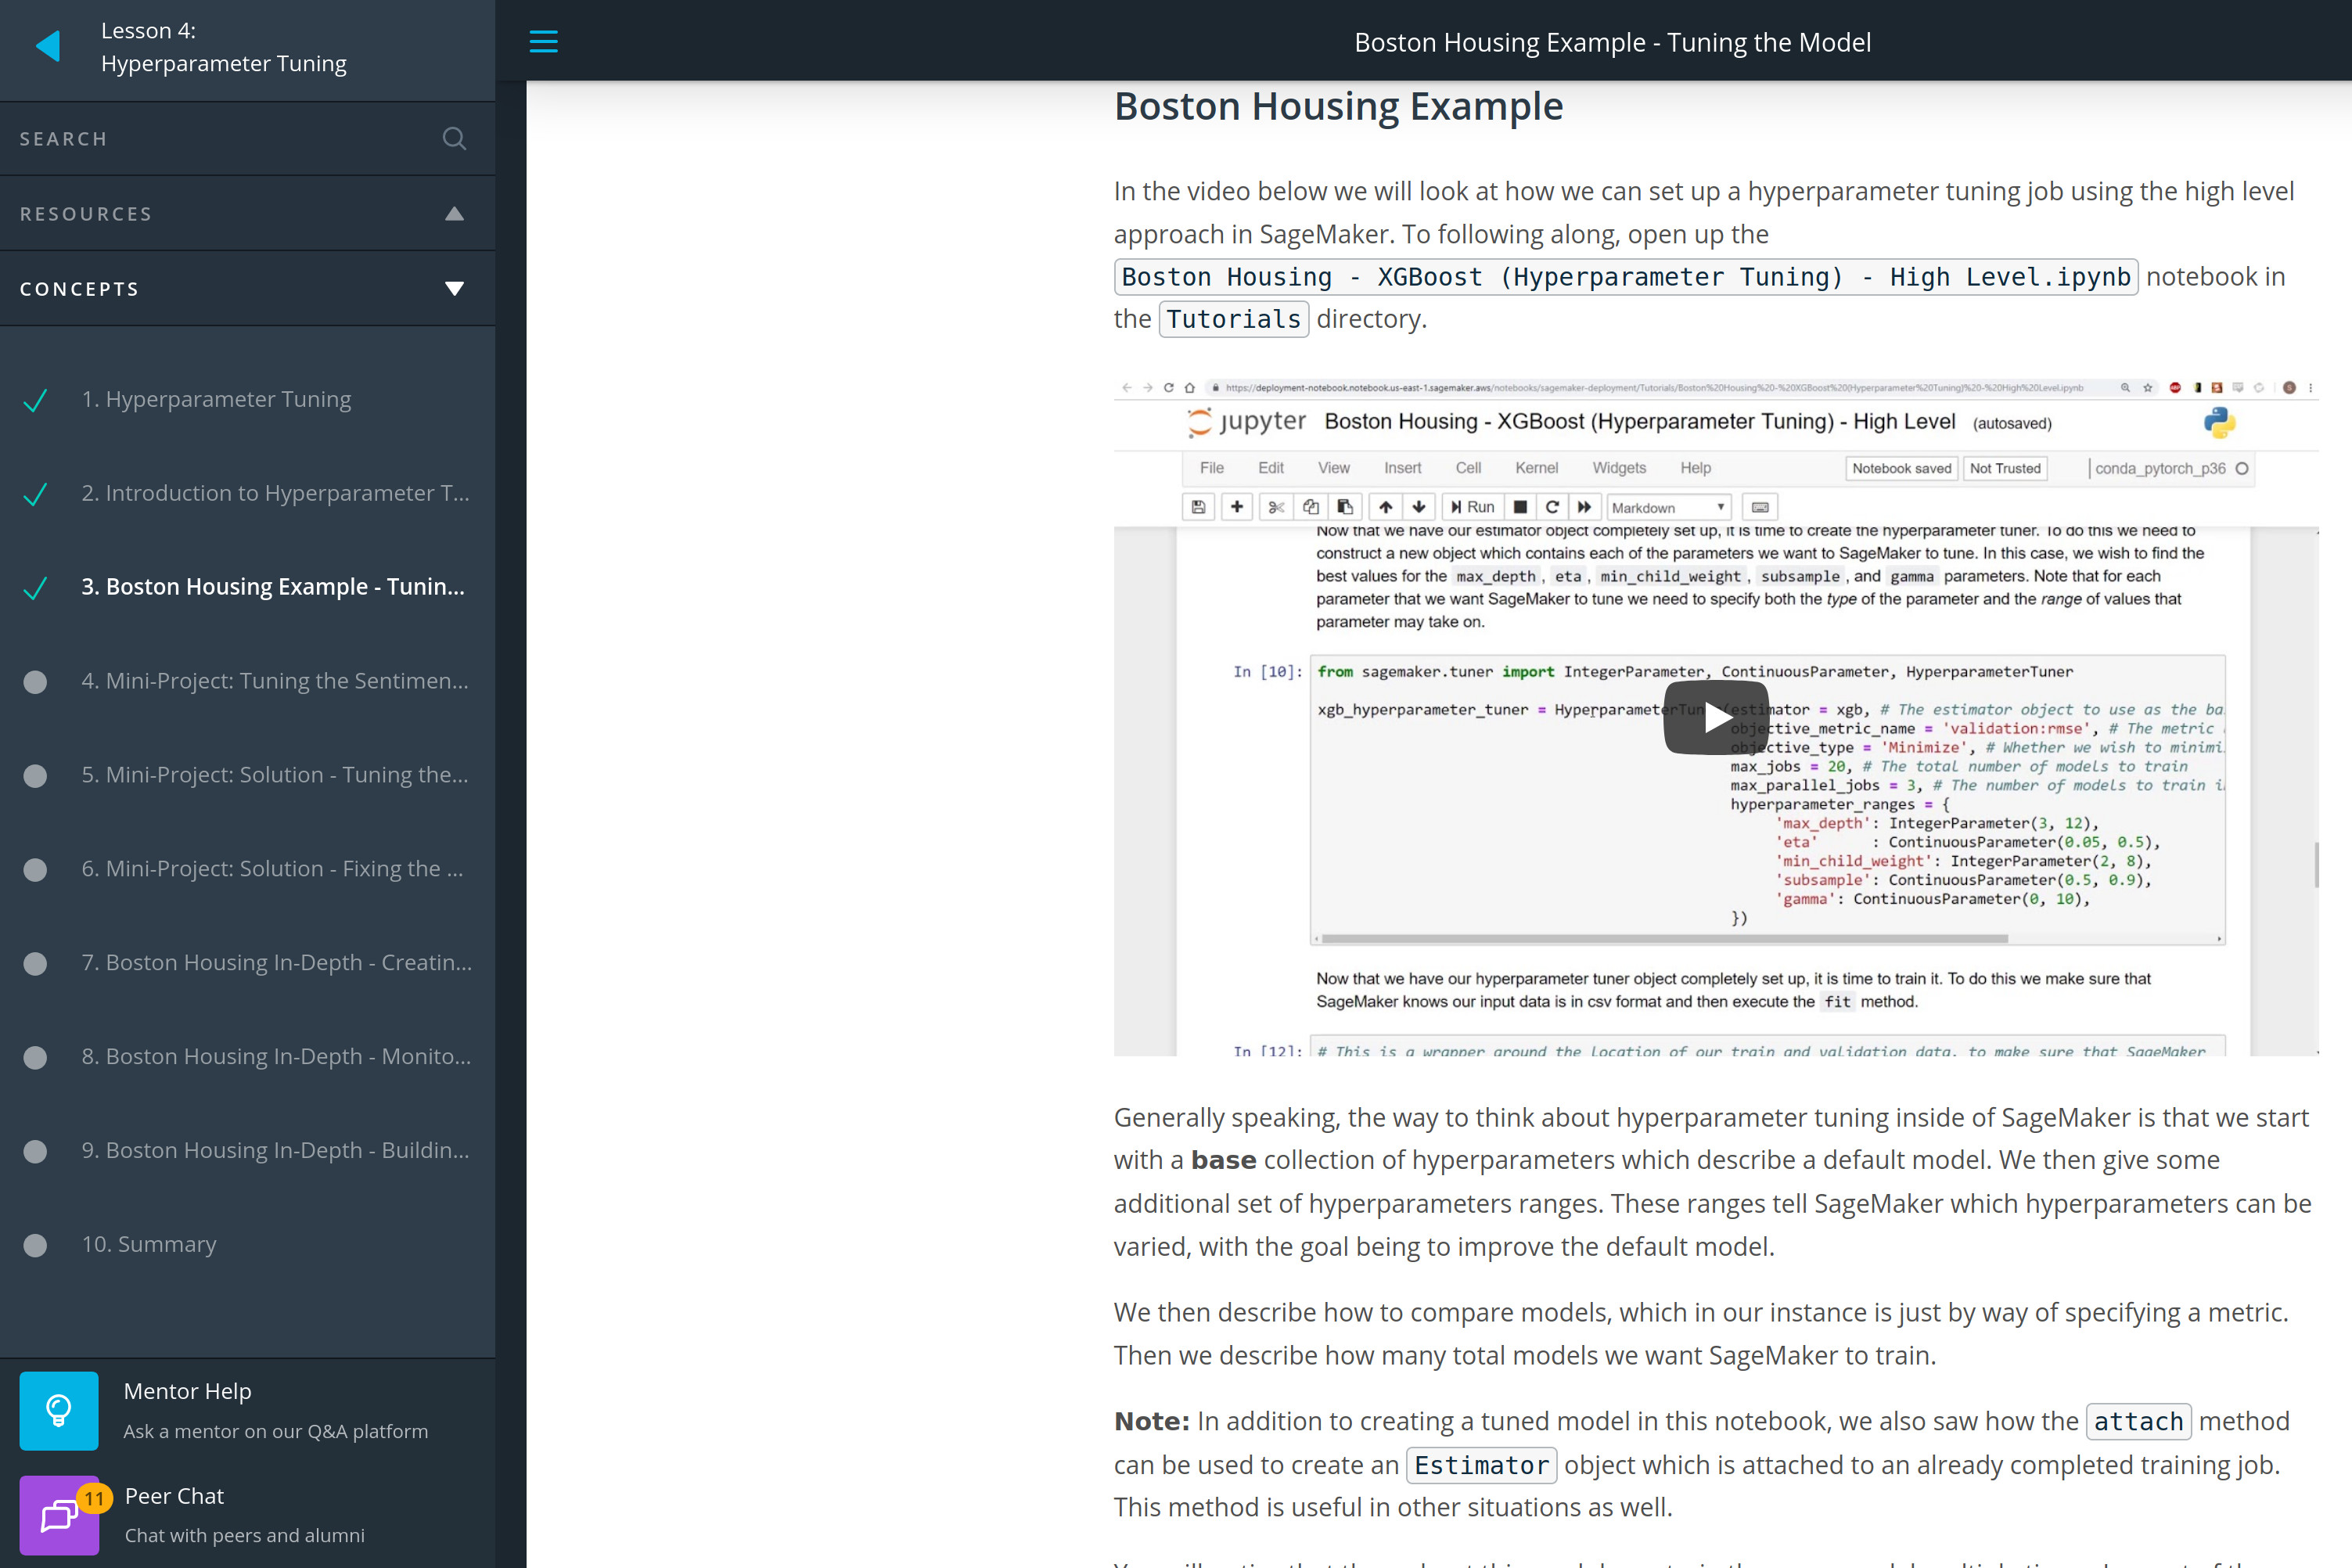 Lesson 4:
Hyperparameter Tuning
SEARCH
RESOURCES
CONCEPTS
1. Hyperparameter Tuning
2. Introduction to Hyperparameter T...
3. Boston Housing Example - Tunin...
4. Mini-Project: Tuning the Sentimen...
5. Mini-Project: Solution - Tuning the...
6. Mini-Project: Solution - Fixing the ...
7. Boston Housing In-Depth - Creatin...
8. Boston Housing In-Depth - Monito...
9. Boston Housing In-Depth - Buildin...
10. Summary
Mentor Help
Ask a mentor on our Q&A platform
11
Peer Chat
Chat with peers and alumni
Boston Housing Example - Tuning the Model
Boston Housing Example
In the video below we will look at how we can set up a hyperparameter tuning job using the high level
approach in SageMaker. To following along, open up the
Boston Housing - XGBoost (Hyperparameter Tuning) - High Level.ipynb notebook in
the Tutorials directory.
https://deployment-notebook.notebook.us-east-1.sagemaker.aws/notebooks/sagemaker-deployment/Tutorials/Boston%20Housing%20-%20XGBoost%20(Hyperparameter%20Tuning)%20-%20High%20Level.ipynb
jupyter Boston Housing - XGBoost (Hyperparameter Tuning) - High Level (autosaved)
File Edit View Insert Cell Kernel Widgets Help Notebook saved Not Trusted conda_pytorch_p36
Run Markdown
Now that we have our estimator object completely set up, it is time to create the hyperparameter tuner. To do this we need to
construct a new object which contains each of the parameters we want to SageMaker to tune. In this case, we wish to find the
best values for the max_depth, eta, min_child_weight, subsample, and gamma parameters. Note that for each
parameter that we want SageMaker to tune we need to specify both the type of the parameter and the range of values that
parameter may take on.
In [10]: from sagemaker.tuner import IntegerParameter, ContinuousParameter, HyperparameterTuner
xgb_hyperparameter_tuner = HyperparameterTuner(estimator = xgb, # The estimator object to use as the ba
objective_metric_name = 'validation:rmse', # The metric
objective_type = 'Minimize', # Whether we wish to minimi
max_jobs = 20, # The total number of models to train
max_parallel_jobs = 3, # The number of models to train i
hyperparameter_ranges = {
'max_depth': IntegerParameter(3, 12),
'eta' : ContinuousParameter(0.05, 0.5),
'min_child_weight': IntegerParameter(2, 8),
'subsample': ContinuousParameter(0.5, 0.9),
'gamma': ContinuousParameter(0, 10),
})
Now that we have our hyperparameter tuner object completely set up, it is time to train it. To do this we make sure that
SageMaker knows our input data is in csv format and then execute the fit method.
In [12]: # This is a wrapper around the location of our train and validation data, to make sure that SageMaker
Generally speaking, the way to think about hyperparameter tuning inside of SageMaker is that we start
with a base collection of hyperparameters which describe a default model. We then give some
additional set of hyperparameters ranges. These ranges tell SageMaker which hyperparameters can be
varied, with the goal being to improve the default model.
We then describe how to compare models, which in our instance is just by way of specifying a metric.
Then we describe how many total models we want SageMaker to train.
Note: In addition to creating a tuned model in this notebook, we also saw how the attach method
can be used to create an Estimator object which is attached to an already completed training job.
This method is useful in other situations as well.